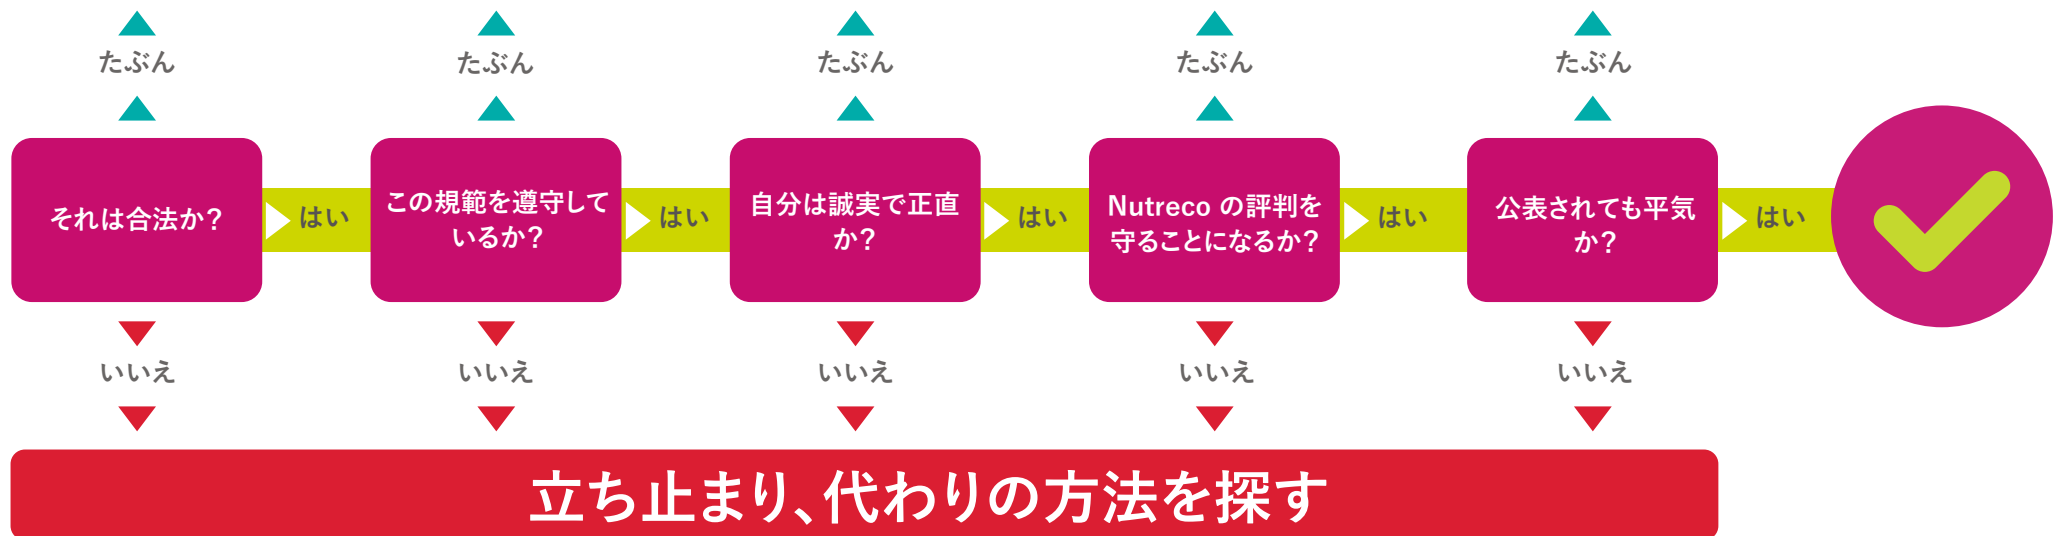 たぶん
たぶん
たぶん
たぶん
たぶん
それは合法か？
はい
この規範を遵守して
いるか？
はい
自分は誠実で正直
か？
はい
Nutreco の評判を
守ることになるか？
はい
公表されても平気
か？
はい
いいえ
いいえ
いいえ
いいえ
いいえ
立ち止まり、代わりの方法を探す